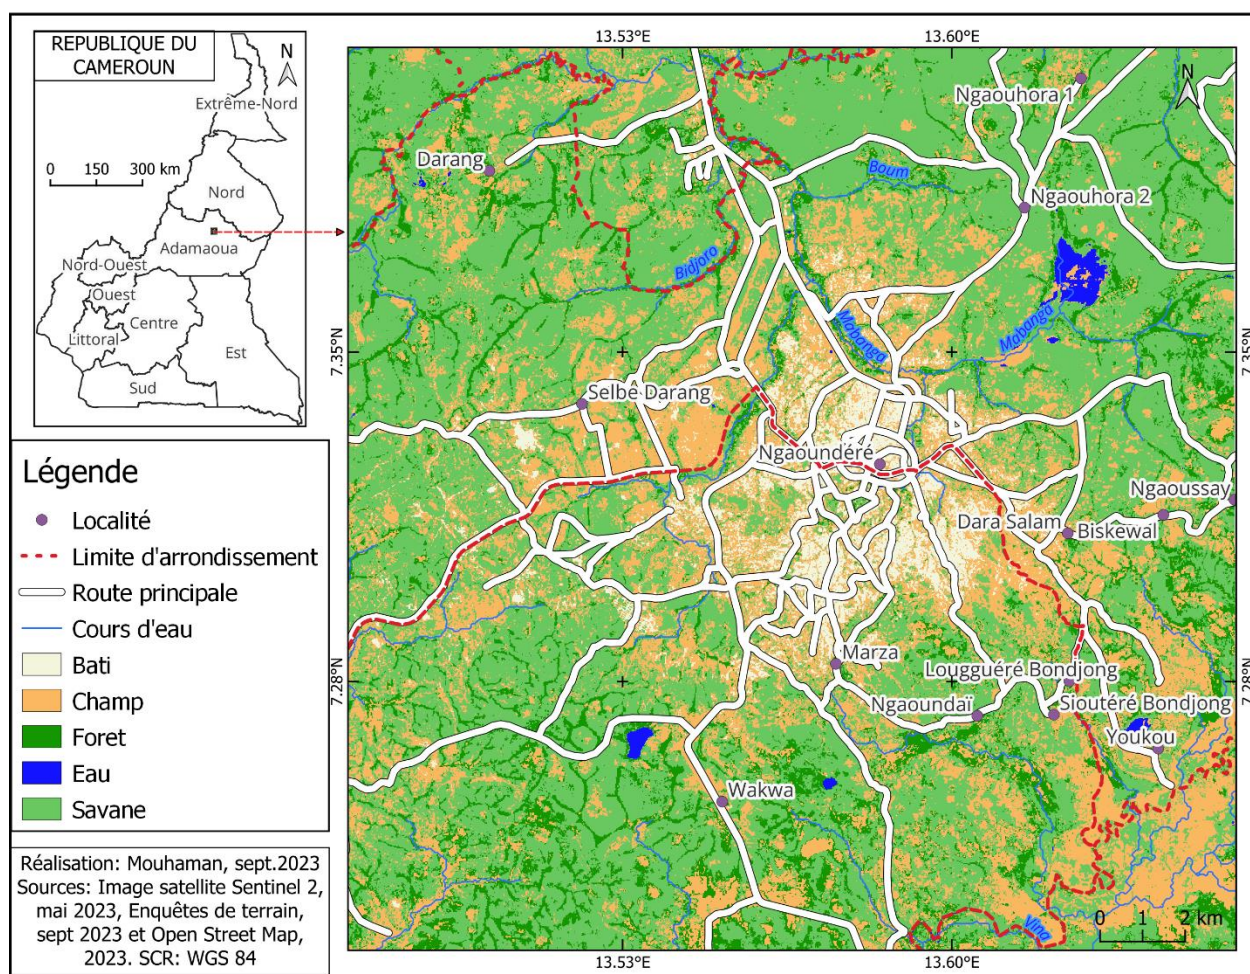 REPUBLIQUE DU
CAMEROUN
N
Extrême-Nord
0 150 300 km
Nord
Adamaoua
Nord-Ouest
Ouest
Centre
Littoral
Est
Sud
Légende
Localité
Limite d'arrondissement
Route principale
Cours d'eau
Bati
Champ
Foret
Eau
Savane
Réalisation: Mouhaman, sept.2023
Sources: Image satellite Sentinel 2,
mai 2023, Enquêtes de terrain,
sept 2023 et Open Street Map,
2023. SCR: WGS 84
13.53°E
13.60°E
N
Ngaouhora 1
Darang
Boum
Ngaouhora 2
Bidjoro
Mabanga
Mabanga
7.35°N
7.35°N
Selbé Darang
Ngaoundéré
Ngaoussay
Dara Salam
Biskewal
Marza
Lougguéré Bondjong
7.28°N
7.28°N
Ngaoundaï
Sioutéré Bondjong
Youkou
Wakwa
Vina
0 1 2 km
13.53°E
13.60°E